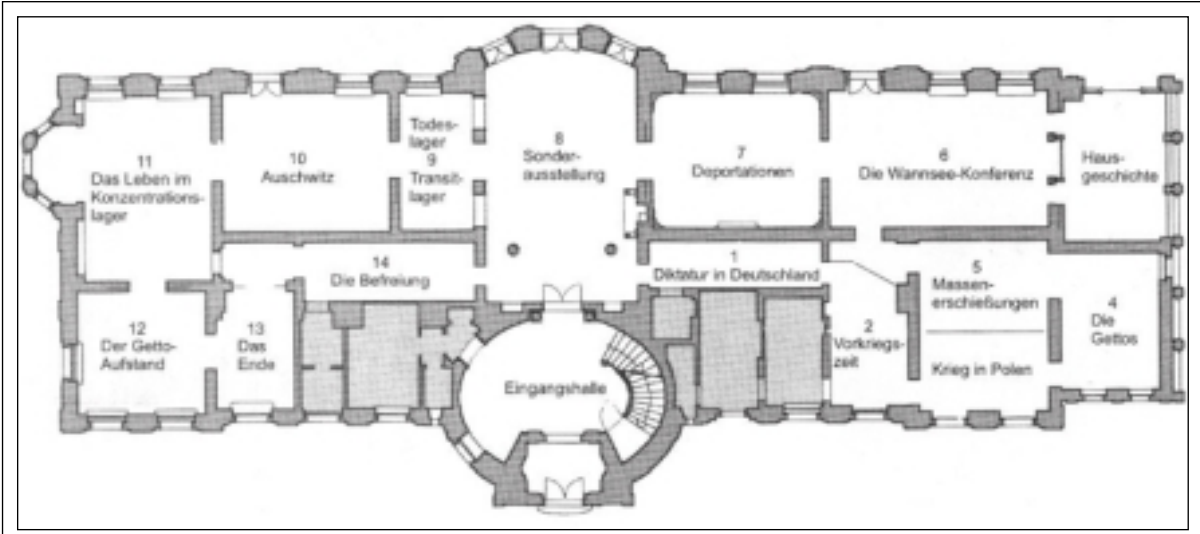 11
Das Leben im
Konzentrations-
lager
10
Auschwitz
Todes-
lager
9
Transit-
lager
8
Sonder-
ausstellung
7
Deportationen
6
Die Wannsee-Konferenz
Haus-
geschichte
14
Die Befreiung
1
Diktatur in Deutschland
5
Massen-
erschießungen
4
Die
Gettos
12
Der Getto-
Aufstand
13
Das
Ende
Eingangshalle
2
Vorkriegs-
zeit
Krieg in Polen